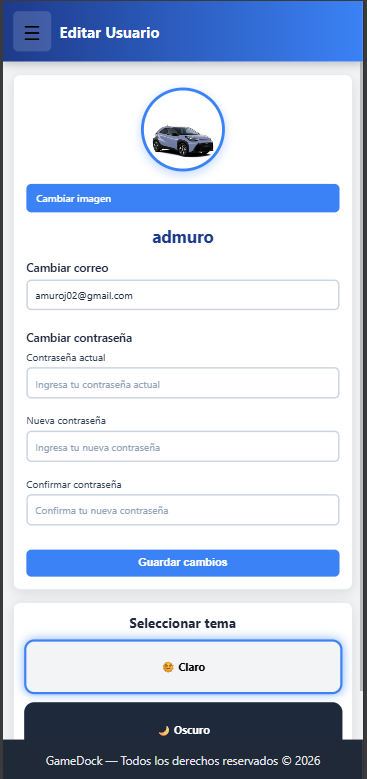 Editar Usuario
Cambiar imagen
admuro
Cambiar correo
amuroj02@gmail.com
Cambiar contraseña
Contraseña actual
Ingresa tu contraseña actual
Nueva contraseña
Ingresa tu nueva contraseña
Confirmar contraseña
Confirma tu nueva contraseña
Guardar cambios
Seleccionar tema
Claro
Oscuro
GameDock — Todos los derechos reservados © 2026